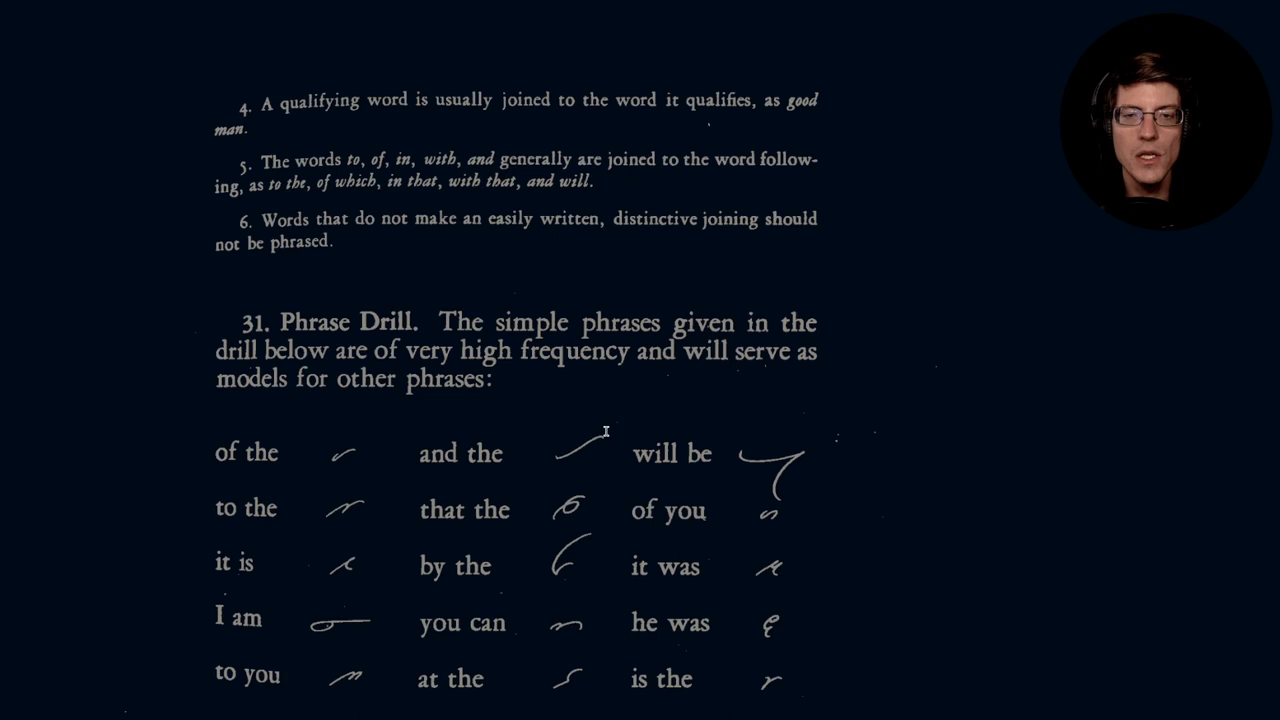 4. A qualifying word is usually joined to the word it qualifies, as good
man.
5. The words to, of, in, with, and generally are joined to the word follow-
ing, as to the, of which, in that, with that, and will.
6. Words that do not make an easily written, distinctive joining should
not be phrased.
31. Phrase Drill. The simple phrases given in the
drill below are of very high frequency and will serve as
models for other phrases:
of the and the will be
to the that the of you
it is by the it was
I am you can he was
to you at the is the